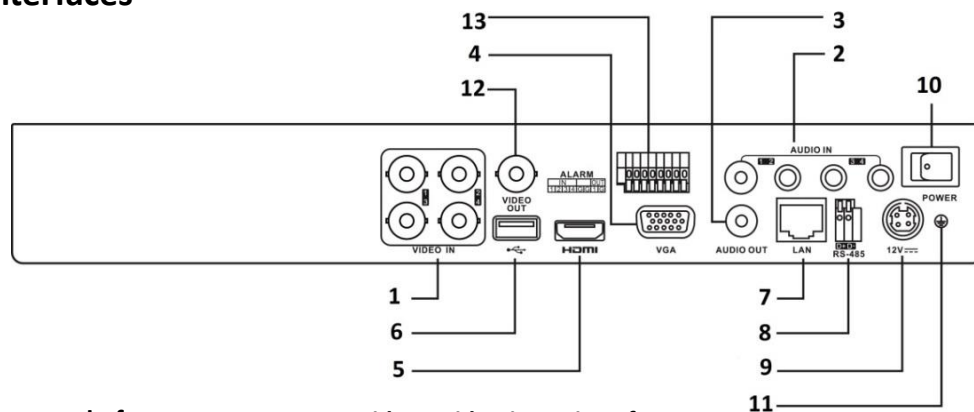 13
3
4
2
12
10
AUDIO IN
1 2
3 4
ALARM
IN OUT
POWER
VIDEO
OUT
VIDEO IN
HDMI
VGA
AUDIO OUT
LAN
RS-485
12V
1
7
6
8
5
9
11